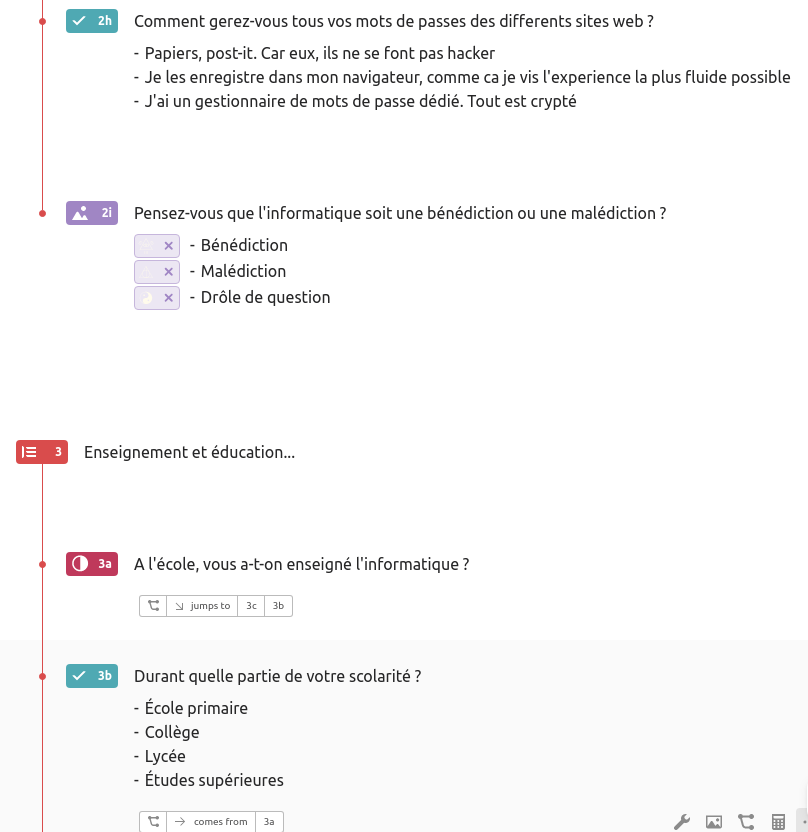 2h Comment gerez-vous tous vos mots de passes des differents sites web ?
- Papiers, post-it. Car eux, ils ne se font pas hacker
- Je les enregistre dans mon navigateur, comme ca je vis l'experience la plus fluide possible
- J'ai un gestionnaire de mots de passe dédié. Tout est crypté
2i Pensez-vous que l'informatique soit une bénédiction ou une malédiction ?
- Bénédiction
- Malédiction
- Drôle de question
3 Enseignement et éducation...
3a A l'école, vous a-t-on enseigné l'informatique ?
jumps to 3c 3b
3b Durant quelle partie de votre scolarité ?
- École primaire
- Collège
- Lycée
- Études supérieures
comes from 3a